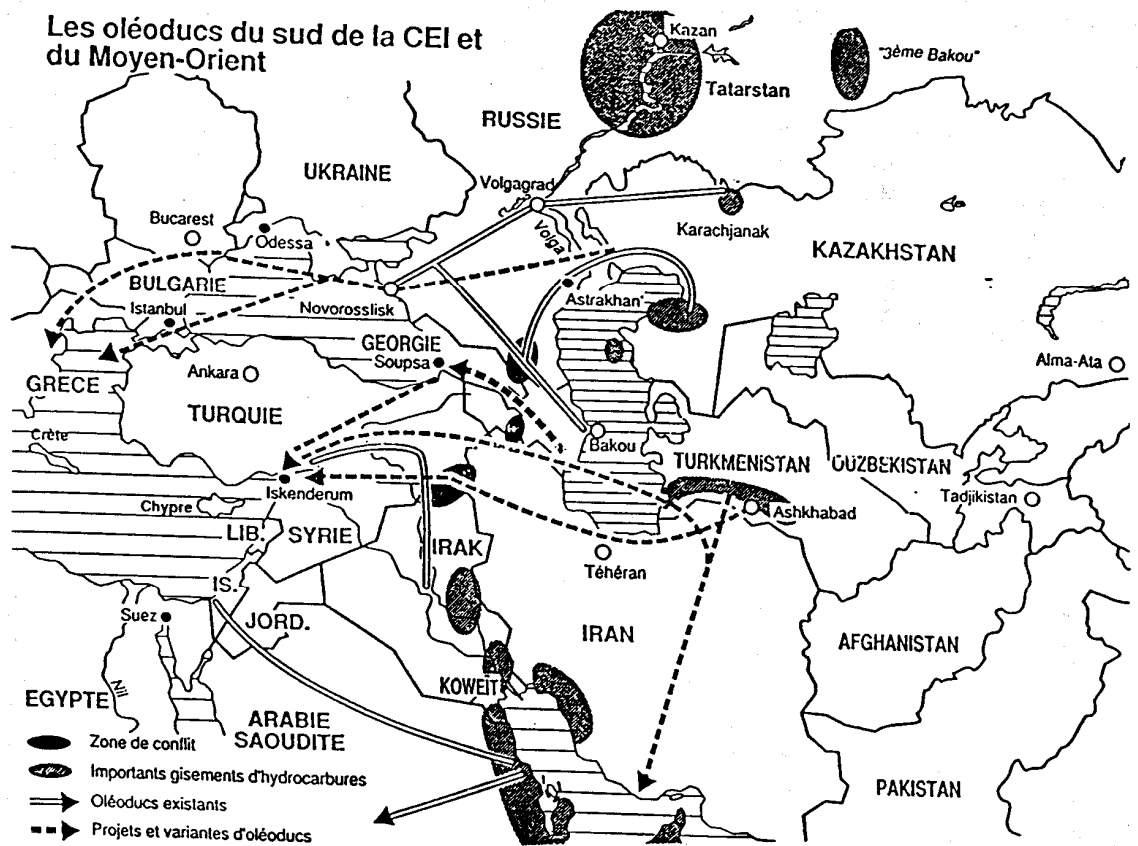 Les oléoducs du sud de la CEI et
du Moyen-Orient
Kazan
"3ème Bakou"
Tatarstan
RUSSIE
UKRAINE
Volgagrad
Bucarest
Odessa
Volga
Karachjanak
KAZAKHSTAN
BULGARIE
Istanbul
Novorosslisk
Astrakhan
GEORGIE
Soupsa
Alma-Ata
GRECE
Ankara
TURQUIE
Crète
Bakou
TURKMENISTAN
OUZBEKISTAN
Iskenderum
Tadjikistan
Chypre
Ashkhabad
LIB.
SYRIE
IRAK
Téhéran
IS.
Suez
JORD.
IRAN
AFGHANISTAN
KOWEÏT
EGYPTE
Nil
ARABIE
SAOUDITE
Zone de conflit
Importants gisements d'hydrocarbures
Oléoducs existants
PAKISTAN
Projets et variantes d'oléoducs